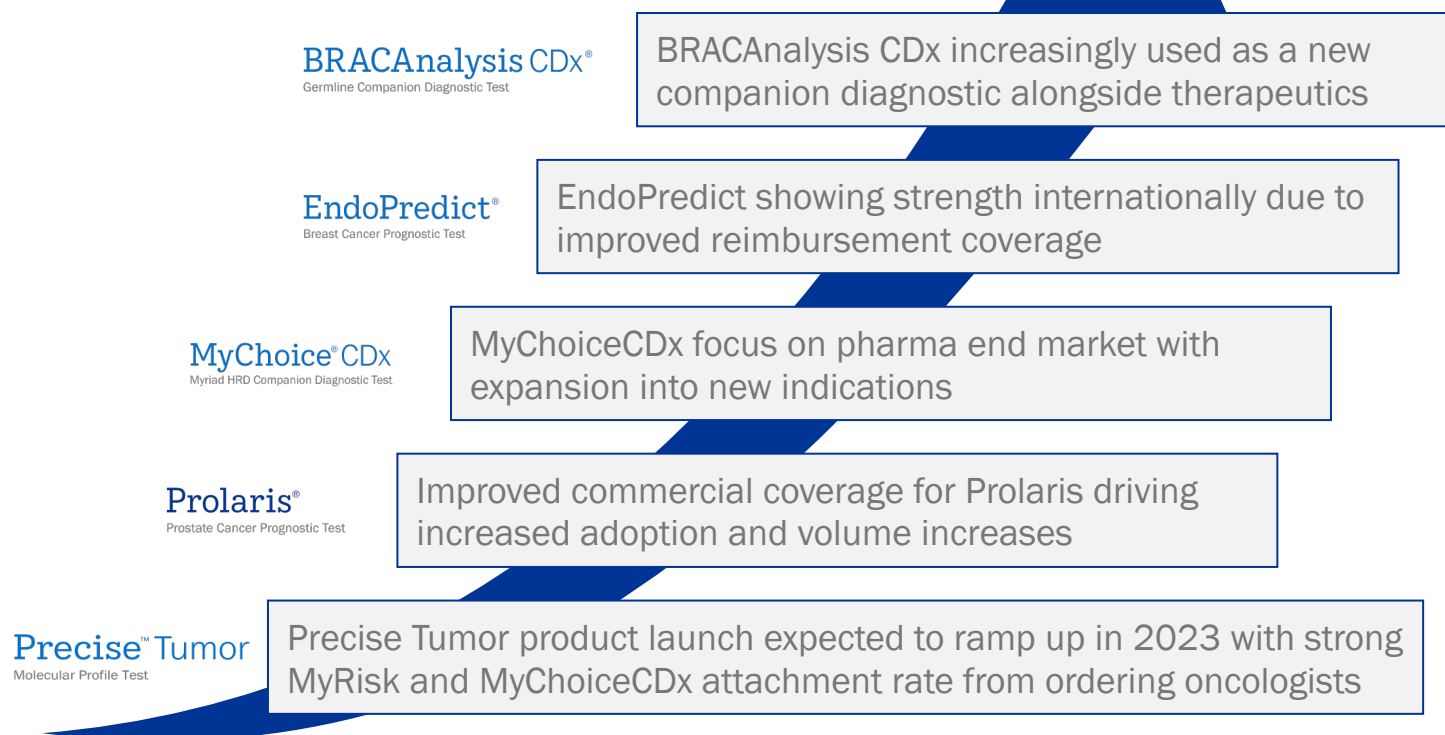 BRACAnalysis CDx®
Germline Companion Diagnostic Test
BRACAnalysis CDx increasingly used as a new
companion diagnostic alongside therapeutics
EndoPredict®
Breast Cancer Prognostic Test
EndoPredict showing strength internationally due to
improved reimbursement coverage
MyChoice® CDx
Myriad HRD Companion Diagnostic Test
MyChoiceCDx focus on pharma end market with
expansion into new indications
Prolaris®
Prostate Cancer Prognostic Test
Improved commercial coverage for Prolaris driving
increased adoption and volume increases
Precise™ Tumor
Molecular Profile Test
Precise Tumor product launch expected to ramp up in 2023 with strong
MyRisk and MyChoiceCDx attachment rate from ordering oncologists